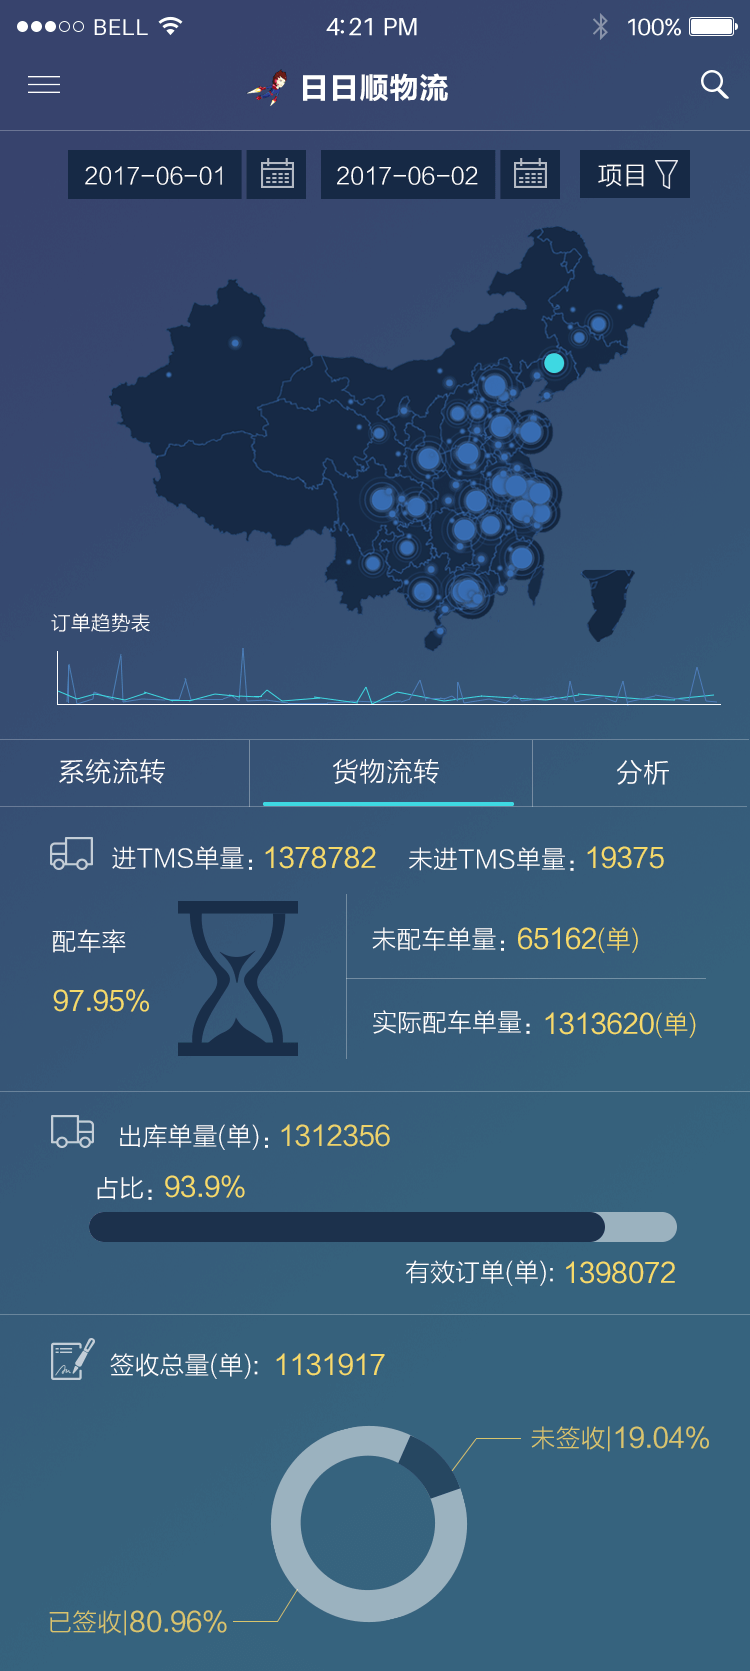 BELL 4:21 PM 100%
日日顺物流
2017-06-01 2017-06-02 项目
订单趋势表
系统流转 货物流转 分析
进TMS单量: 1378782 未进TMS单量: 19375
配车率
97.95%
未配车单量: 65162(单)
实际配车单量: 1313620(单)
出库单量(单): 1312356
占比: 93.9%
有效订单(单): 1398072
签收总量(单): 1131917
未签收|19.04%
已签收|80.96%